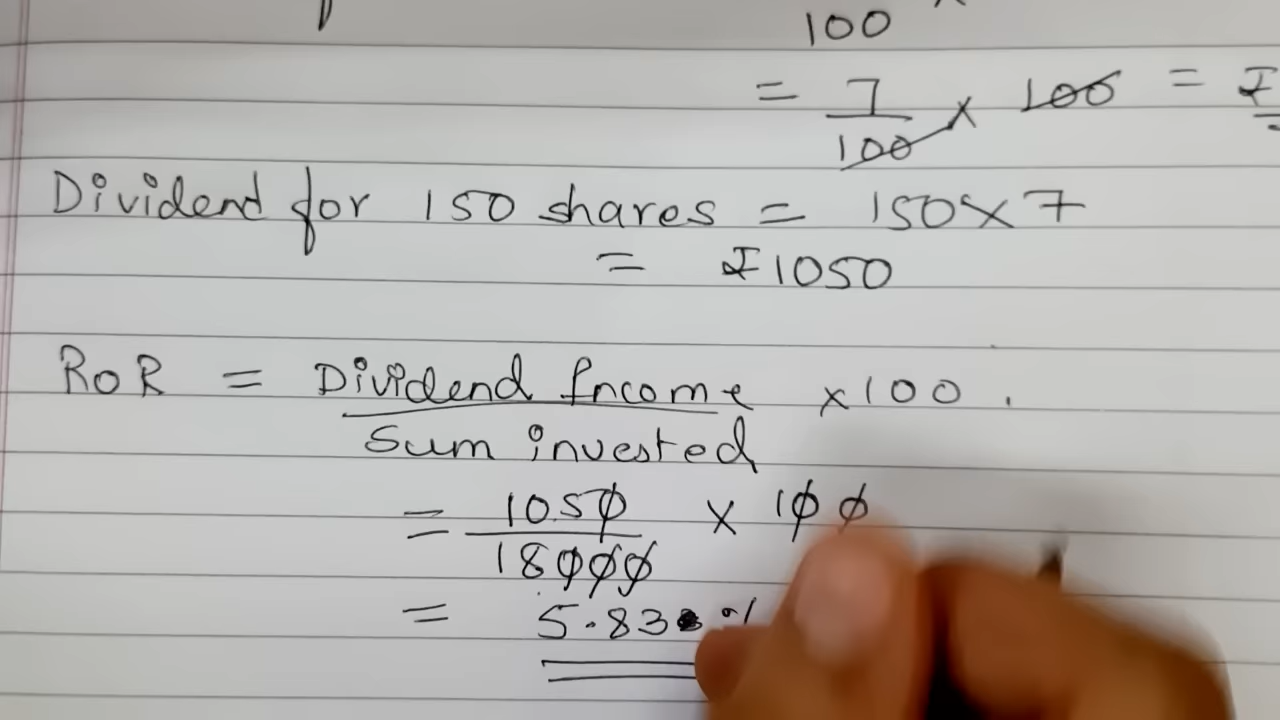 100 ×
= 7/100 × 100 = ₹
Dividend for 150 shares = 150×7
= ₹1050
RoR = Dividend Income ×100.
Sum invested
= 1050 × 100
18000
= 5.83 %